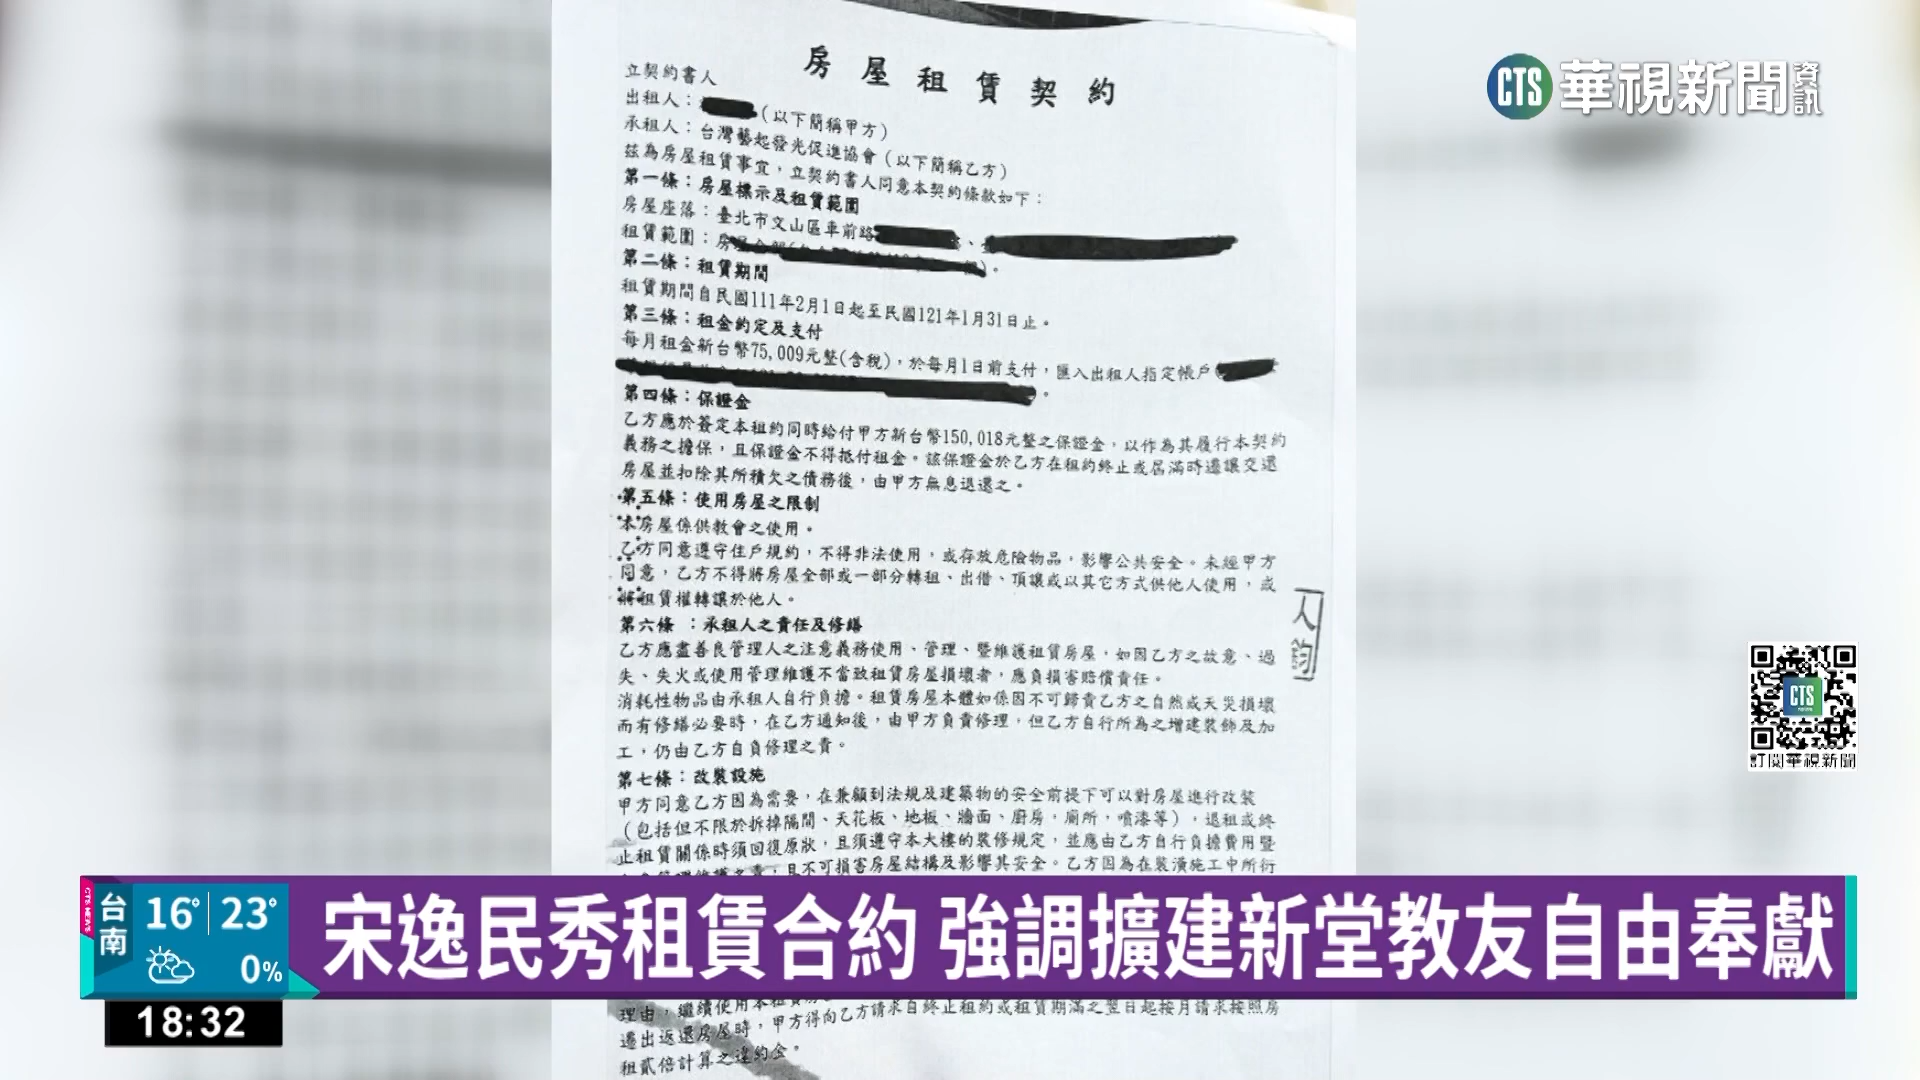 CTS 華視新聞資訊
房屋租賃契約
立契約書人
出租人：（以下簡稱甲方）
承租人：台灣藝起發光促進協會（以下簡稱乙方）
茲為房屋租賃事宜，立契約書人同意本契約條款如下：
第一條：房屋標示及租賃範圍
房屋座落：臺北市文山區車前路
租賃範圍：房
第二條：租賃期間
租賃期間自民國111年2月1日起至民國121年1月31日止。
第三條：租金約定及支付
每月租金新台幣75,009元整(含稅)，於每月1日前支付，匯入出租人指定帳戶
第四條：保證金
乙方應於簽定本租約同時給付甲方新台幣150,018元整之保證金，以作為其履行本契約
義務之擔保，且保證金不得抵付租金。該保證金於乙方在租約終止或屆滿時遷讓交還
房屋並扣除其所積欠之債務後，由甲方無息退還之。
第五條：使用房屋之限制
本房屋係供教會之使用。
乙方同意遵守住戶規約，不得非法使用，或存放危險物品，影響公共安全。未經甲方
同意，乙方不得將房屋全部或一部分轉租、出借、頂讓或以其它方式供他人使用，或
將租賃權轉讓於他人。
第六條 ：承租人之責任及修繕
乙方應盡善良管理人之注意義務使用、管理、暨維護租賃房屋，如因乙方之故意、過
失、失火或使用管理維護不當致租賃房屋損壞者，應負損害賠償責任。
消耗性物品由承租人自行負擔。租賃房屋本體如係因不可歸責乙方之自然或天災損壞
而有修繕必要時，在乙方通知後，由甲方負責修理，但乙方自行所為之增建裝飾及加
工，仍由乙方自負修理之責。
第七條：改裝設施
甲方同意乙方因為需要，在兼顧到法規及建築物的安全前提下可以對房屋進行改裝
（包括但不限於拆掉隔間、天花板、地板、牆面、廚房，廁所，噴漆等），退租或終
止租賃關係時須回復原狀，且須遵守本大樓的裝修規定，並應由乙方自行負擔費用暨
且不可損害房屋結構及影響其安全。乙方因為在裝潢施工中所衍
CTS
訂閱華視新聞
CTS NEWS
台南
16° 23°
0%
宋逸民秀租賃合約 強調擴建新堂教友自由奉獻
18:32
理由，繼續使用本租賃房
遷出返還房屋時，甲方得向乙方請求自終止租約或租賃期滿之翌日起按月請求按照房
租貳倍計算之違約金。